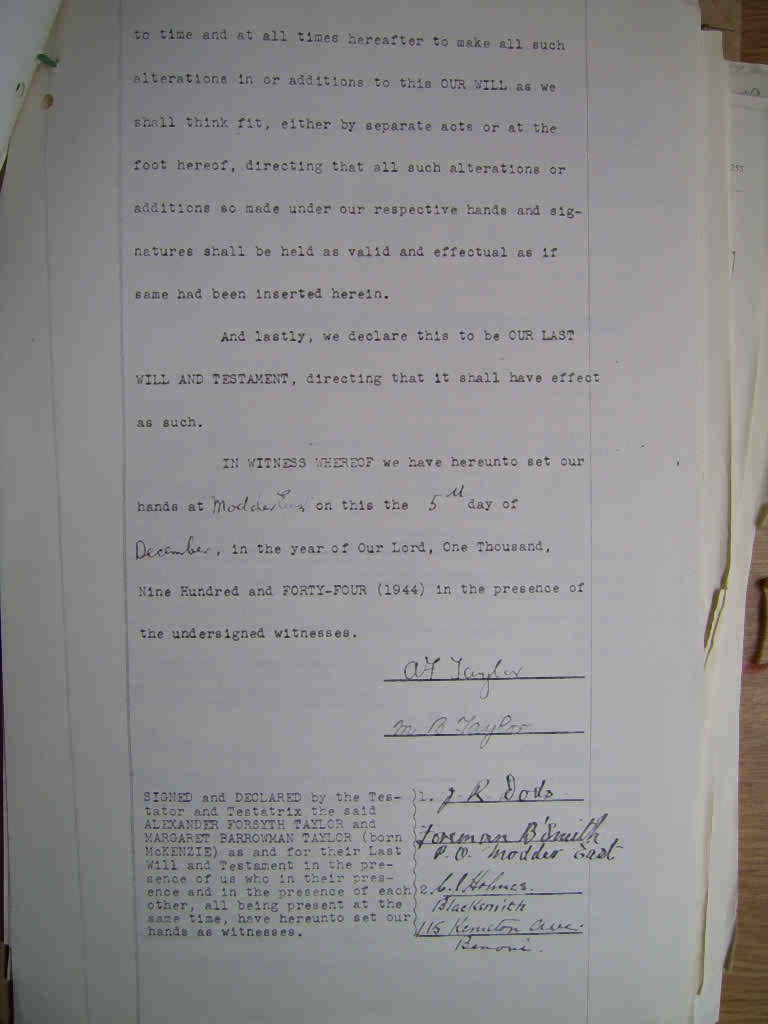 to time and at all times hereafter to make all such
alterations in or additions to this OUR WILL as we
shall think fit, either by separate acts or at the
foot hereof, directing that all such alterations or
additions so made under our respective hands and sig-
natures shall be held as valid and effectual as if
same had been inserted herein.
And lastly, we declare this to be OUR LAST
WILL AND TESTAMENT, directing that it shall have effect
as such.
IN WITNESS WHEREOF we have hereunto set our
hands at Modder East on this the 5th day of
December, in the year of Our Lord, One Thousand,
Nine Hundred and FORTY-FOUR (1944) in the presence of
the undersigned witnesses.
AF Taylor
M B Taylor
SIGNED and DECLARED by the Tes-
tator and Testatrix the said
ALEXANDER FORSYTH TAYLOR and
MARGARET BARROWMAN TAYLOR (born
McKENZIE) as and for their Last
Will and Testament in the pre-
sence of us who in their pres-
ence and in the presence of each
other, all being present at the
same time, have hereunto set our
hands as witnesses.
1. J. R Dods
Foreman B'Smith
P.O. Modder East
2. Holmes.
Blacksmith
115 Ave.
Benoni.
255